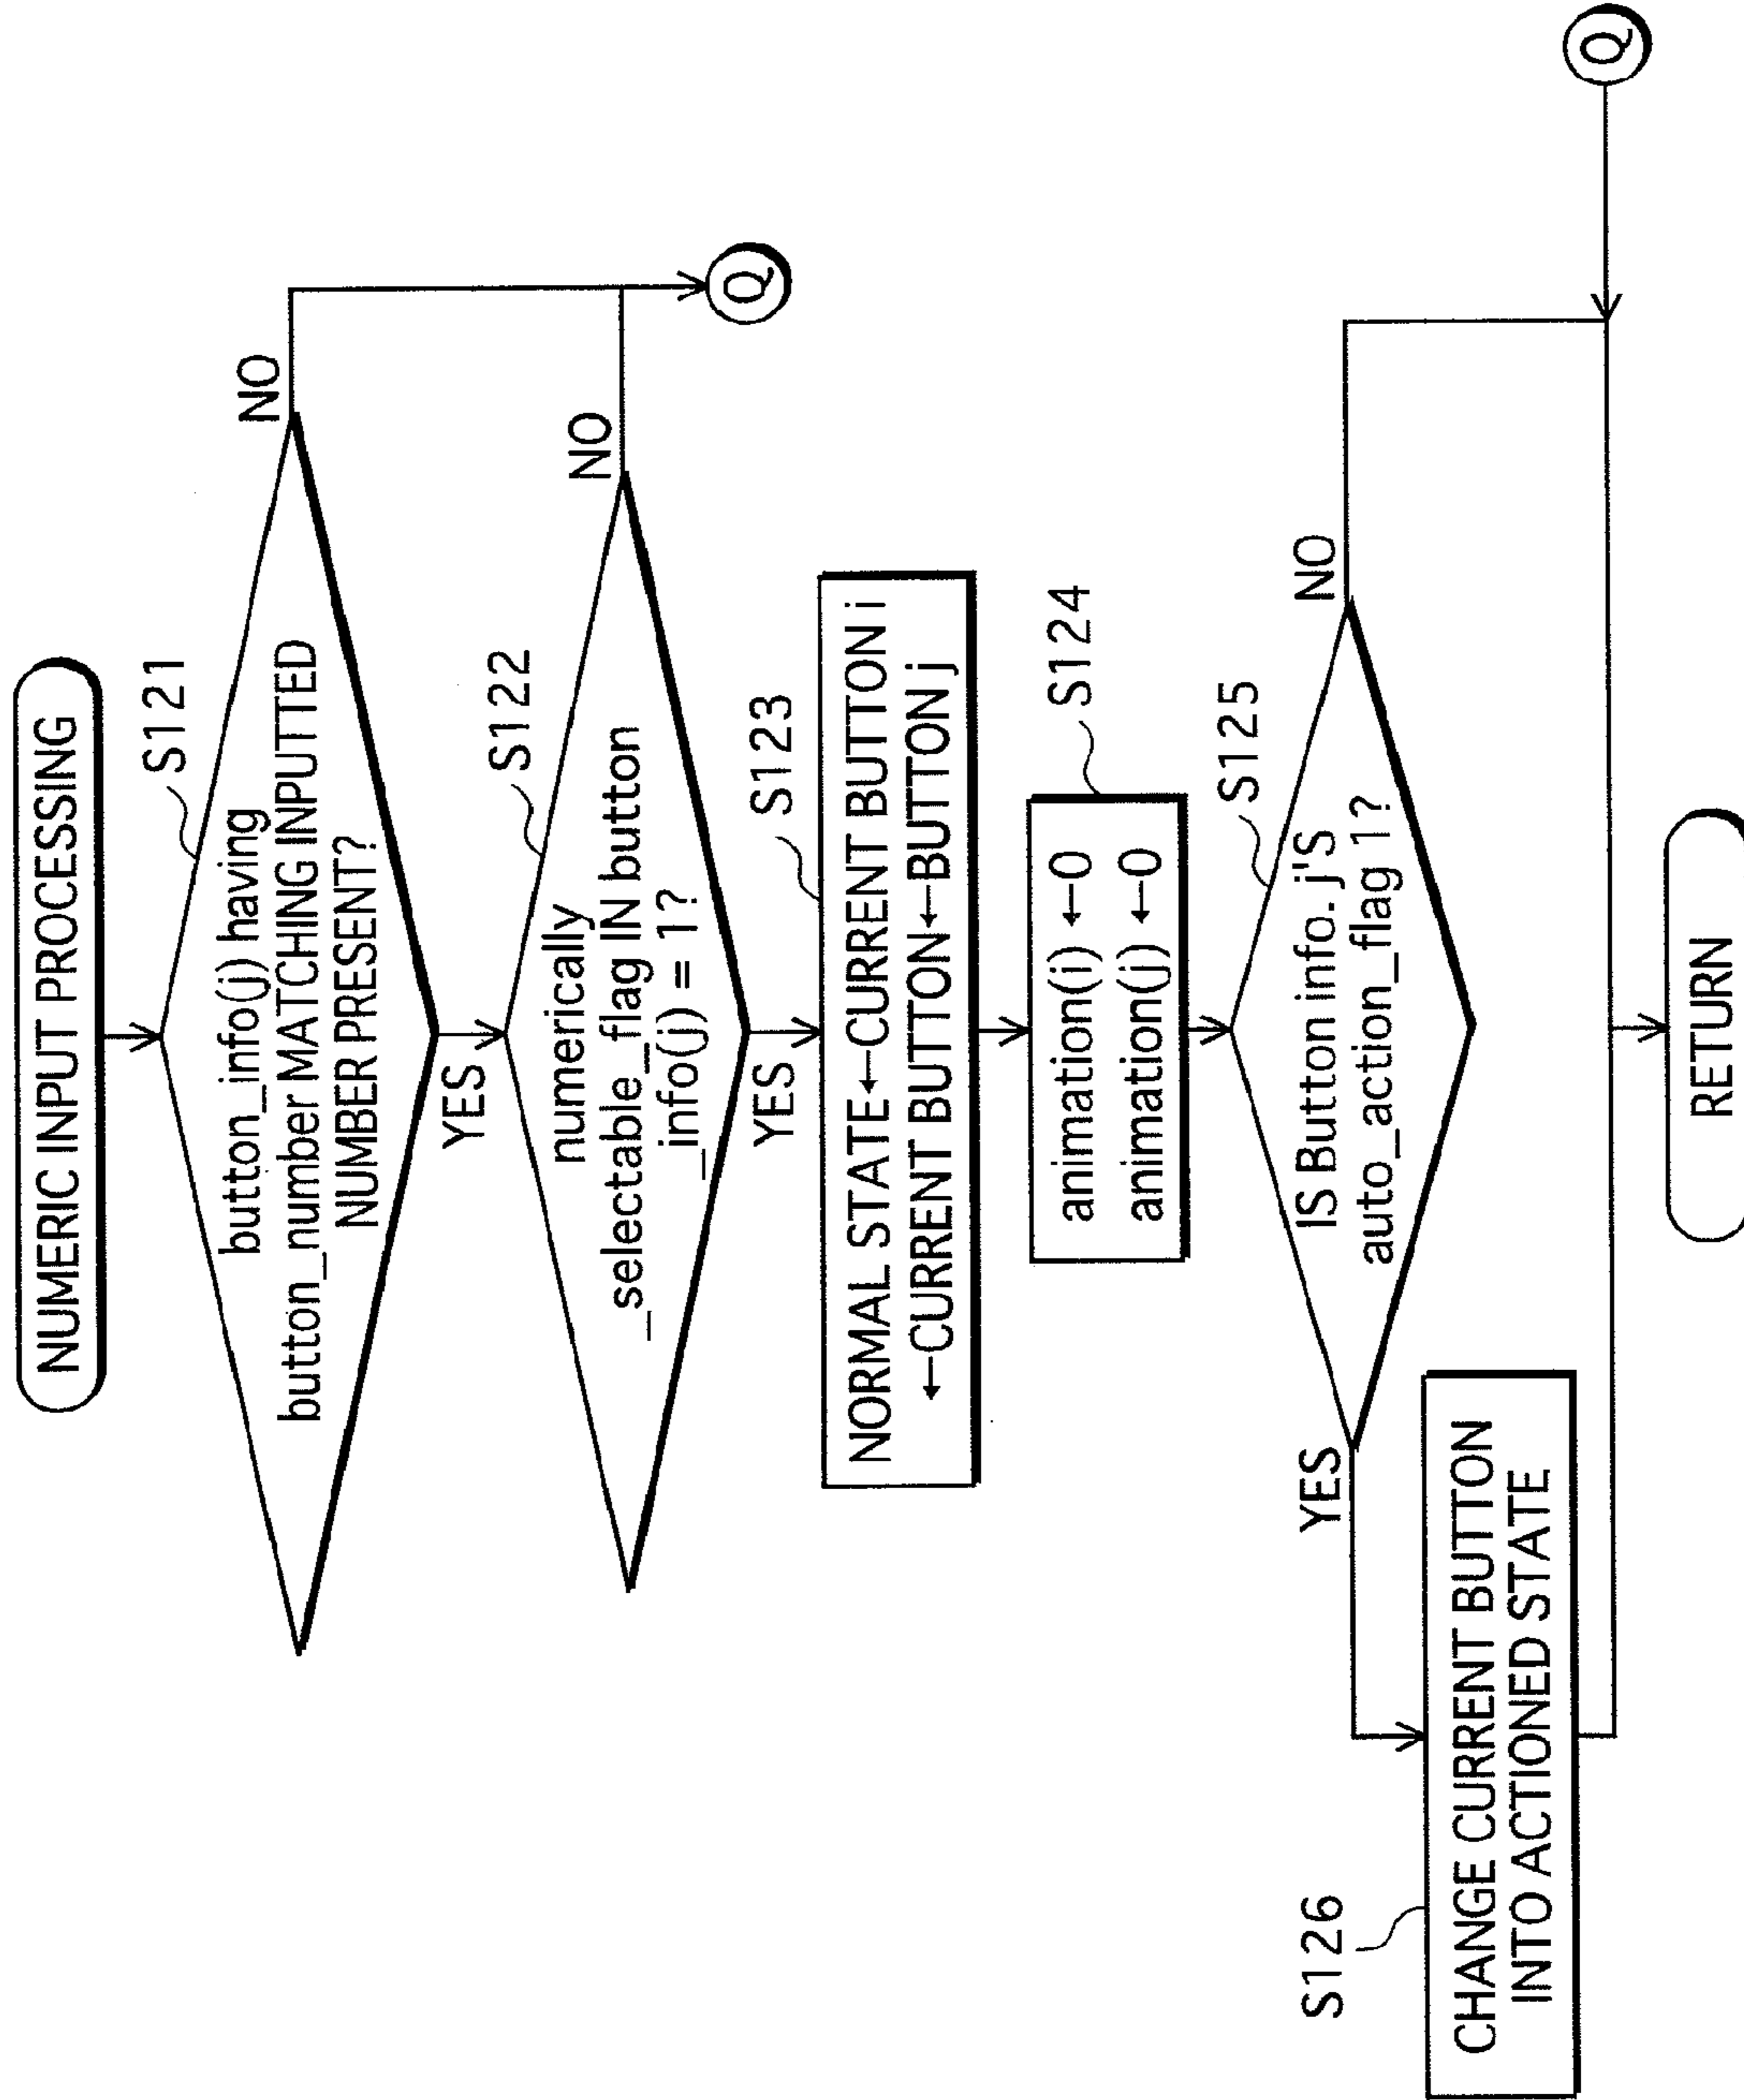 NUMERIC INPUT PROCESSING
S121
button_info(j) having
button_number MATCHING INPUTTED
NUMBER PRESENT?
NO
YES
S122
numerically
_selectable_flag IN button
_info(j) = 1?
NO
Q
YES
S123
NORMAL STATE←CURRENT BUTTON i
←CURRENT BUTTON←BUTTON j
S124
animation(i) ←0
animation(j) ←0
S125
IS Button info. j'S
auto_action_flag 1?
YES
NO
S126
CHANGE CURRENT BUTTON
INTO ACTIONED STATE
Q
RETURN